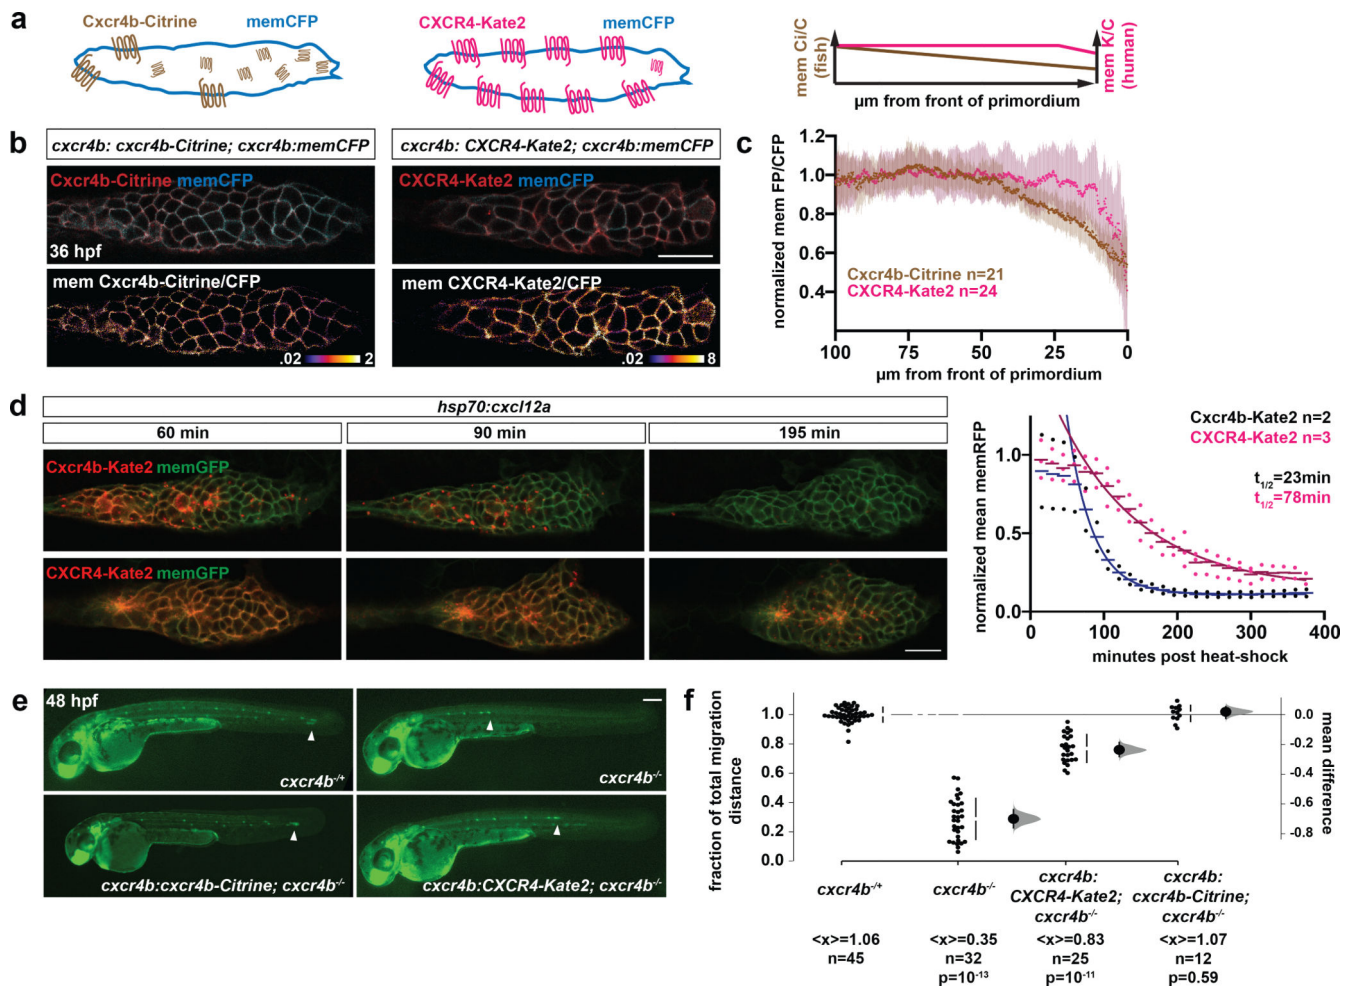 a
Cxcr4b-Citrine
memCFP
CXCR4-Kate2
memCFP
mem Ci/C
(fish)
mem K/C
(human)
µm from front of primordium
b
cxcr4b: cxcr4b-Citrine; cxcr4b:memCFP
cxcr4b: CXCR4-Kate2; cxcr4b:memCFP
Cxcr4b-Citrine memCFP
36 hpf
CXCR4-Kate2 memCFP
mem Cxcr4b-Citrine/CFP
.02 2
mem CXCR4-Kate2/CFP
.02 8
c
normalized mem FP/CFP
1.2
1.0
0.8
0.6
0.4
Cxcr4b-Citrine n=21
CXCR4-Kate2 n=24
100 75 50 25 0
µm from front of primordium
d
hsp70:cxcl12a
60 min
90 min
195 min
Cxcr4b-Kate2 memGFP
CXCR4-Kate2 memGFP
normalized mean memRFP
1.0
0.5
0.0
Cxcr4b-Kate2 n=2
CXCR4-Kate2 n=3
t1/2=23min
t1/2=78min
0 100 200 300 400
minutes post heat-shock
e
48 hpf
cxcr4b-/+
cxcr4b-/-
cxcr4b:cxcr4b-Citrine; cxcr4b-/-
cxcr4b:CXCR4-Kate2; cxcr4b-/-
f
fraction of total migration
distance
1.0
0.8
0.6
0.4
0.2
0.0
0.0
-0.2
-0.4
-0.6
-0.8
mean difference
cxcr4b-/+
cxcr4b-/-
cxcr4b:
CXCR4-Kate2;
cxcr4b-/-
cxcr4b:
cxcr4b-Citrine;
cxcr4b-/-
<x>=1.06
n=45
<x>=0.35
n=32
p=10-13
<x>=0.83
n=25
p=10-11
<x>=1.07
n=12
p=0.59